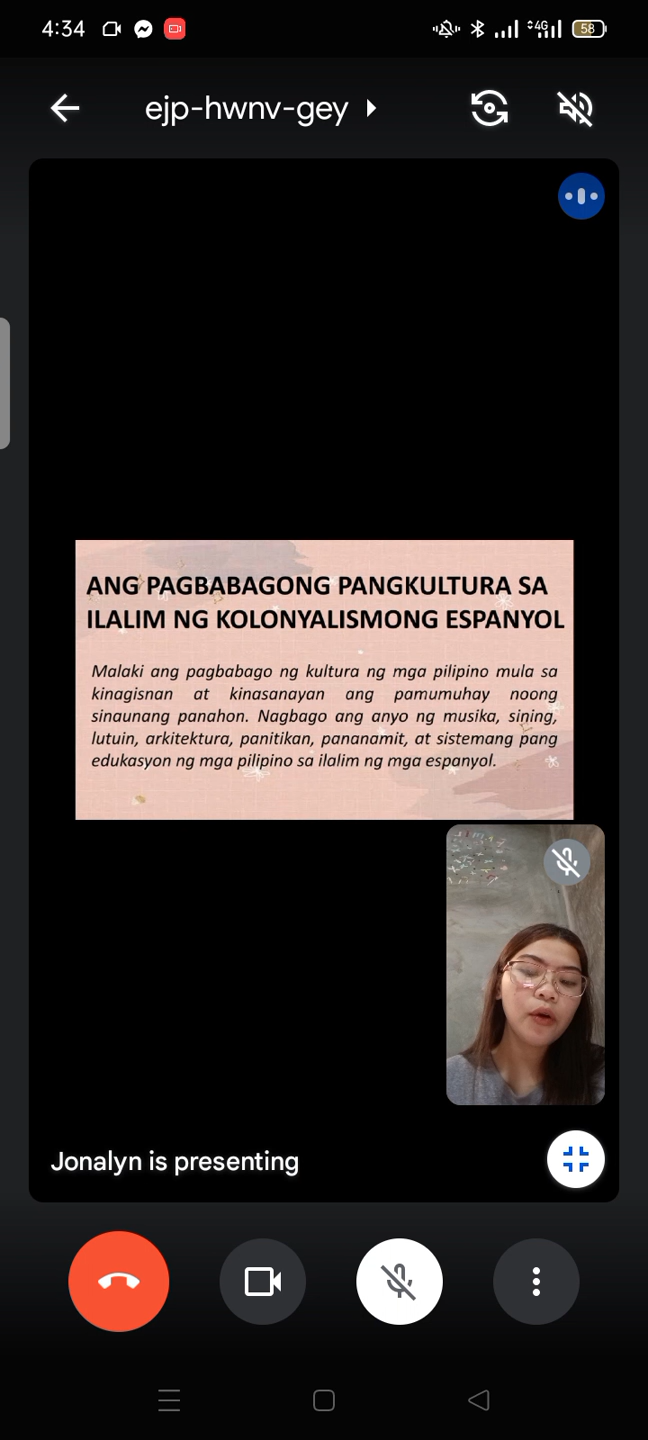 4:34
4G
58
ejp-hwnv-gey
ANG PAGBABAGONG PANGKULTURA SA
ILALIM NG KOLONYALISMONG ESPANYOL
Malaki ang pagbabago ng kultura ng mga pilipino mula sa
kinagisnan at kinasanayan ang pamumuhay noong
sinaunang panahon. Nagbago ang anyo ng musika, sining,
lutuin, arkitektura, panitikan, pananamit, at sistemang pang
edukasyon ng mga pilipino sa ilalim ng mga espanyol.
Jonalyn is presenting